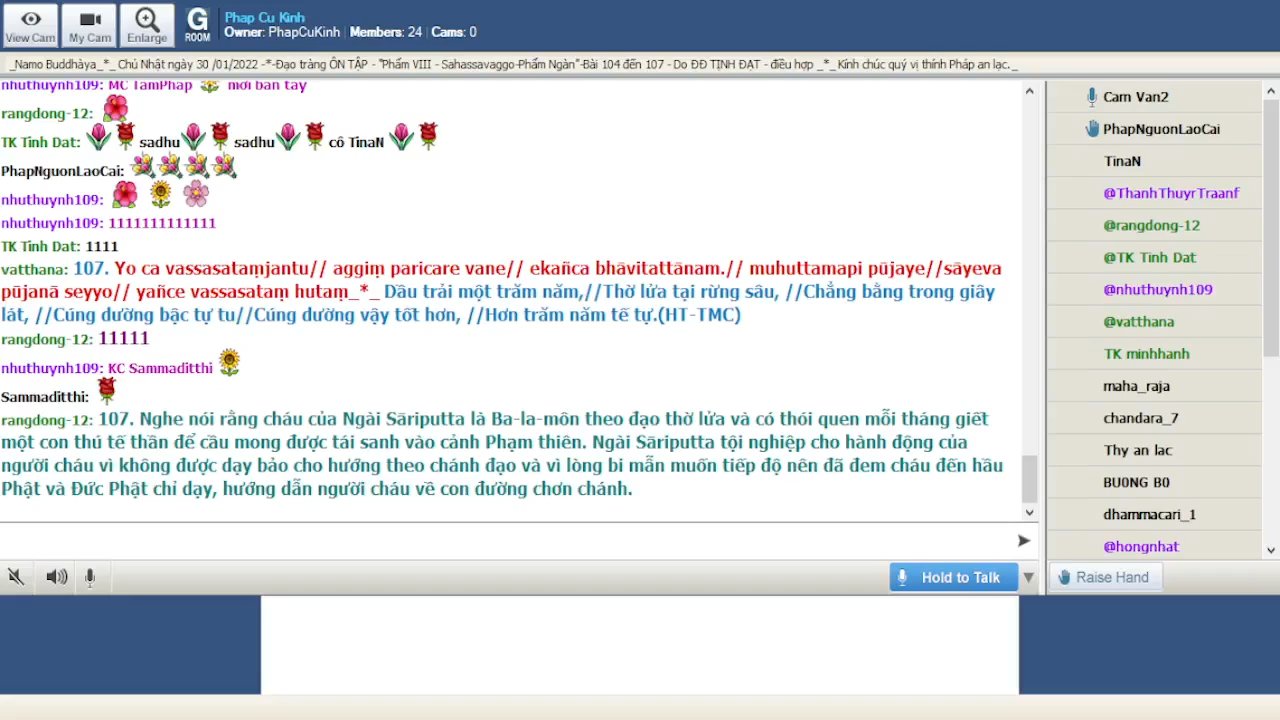 View Cam
My Cam
Enlarge
G
ROOM
Phap Cu Kinh
Owner: PhapCuKinh | Members: 24 | Cams: 0
_Namo Buddhàya_*_ Chủ Nhật ngày 30 /01/2022 -*-Đạo tràng ÔN TẬP - "Phẩm VIII - Sahassavaggo-Phẩm Ngàn"-Bài 104 đến 107 - Do ĐĐ TỊNH ĐẠT - điều hợp _*_ Kính chúc quý vị thính Pháp an lạc._
nhuthuynh109: MC TamPhap mời bàn tay
rangdong-12:
TK Tinh Dat: sadhu sadhu cô TinaN
PhapNguonLaoCai:
nhuthuynh109:
nhuthuynh109: 1111111111111
TK Tinh Dat: 1111
vatthana: 107. Yo ca vassasataṃjantu// aggiṃ paricare vane// ekañca bhāvitattānam.// muhuttamapi pūjaye//sāyeva
pūjanā seyyo// yañce vassasataṃ hutaṃ_*_ Dầu trải một trăm năm,//Thờ lửa tại rừng sâu, //Chẳng bằng trong giây
lát, //Cúng dường bậc tự tu//Cúng dường vậy tốt hơn, //Hơn trăm năm tế tự.(HT-TMC)
rangdong-12: 11111
nhuthuynh109: KC Sammaditthi
Sammaditthi:
rangdong-12: 107. Nghe nói rằng cháu của Ngài Sāriputta là Ba-la-môn theo đạo thờ lửa và có thói quen mỗi tháng giết
một con thú tế thần để cầu mong được tái sanh vào cảnh Phạm thiên. Ngài Sāriputta tội nghiệp cho hành động của
người cháu vì không được dạy bảo cho hướng theo chánh đạo và vì lòng bi mẫn muốn tiếp độ nên đã đem cháu đến hầu
Phật và Đức Phật chỉ dạy, hướng dẫn người cháu về con đường chơn chánh.
Hold to Talk
Cam Van2
PhapNguonLaoCai
TinaN
@ThanhThuyrTraanf
@rangdong-12
@TK Tinh Dat
@nhuthuynh109
@vatthana
TK minhhanh
maha_raja
chandara_7
Thy an lac
BU0NG B0
dhammacari_1
@hongnhat
Raise Hand